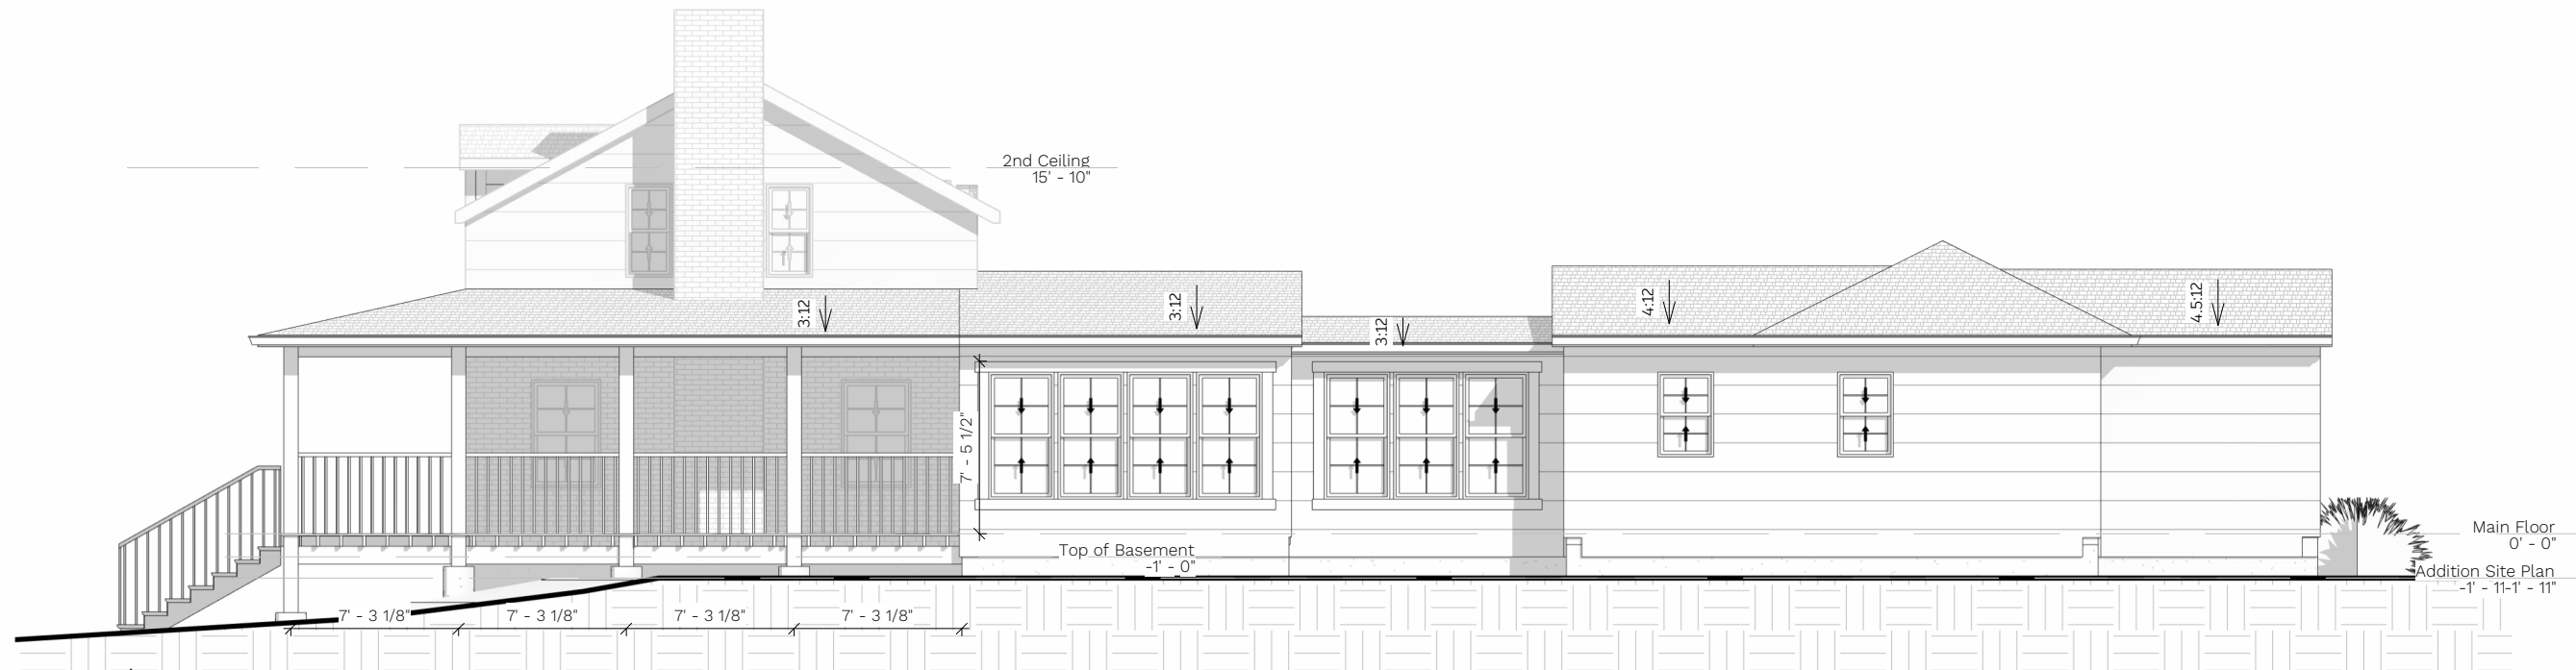 2nd Ceiling
15' - 10"
3:12
3:12
3:12
4:12
4.5:12
7' - 5 1/2"
Main Floor
0' - 0"
Top of Basement
-1' - 0"
Addition Site Plan
-1' - 11-1' - 11"
7' - 3 1/8"
7' - 3 1/8"
7' - 3 1/8"
7' - 3 1/8"